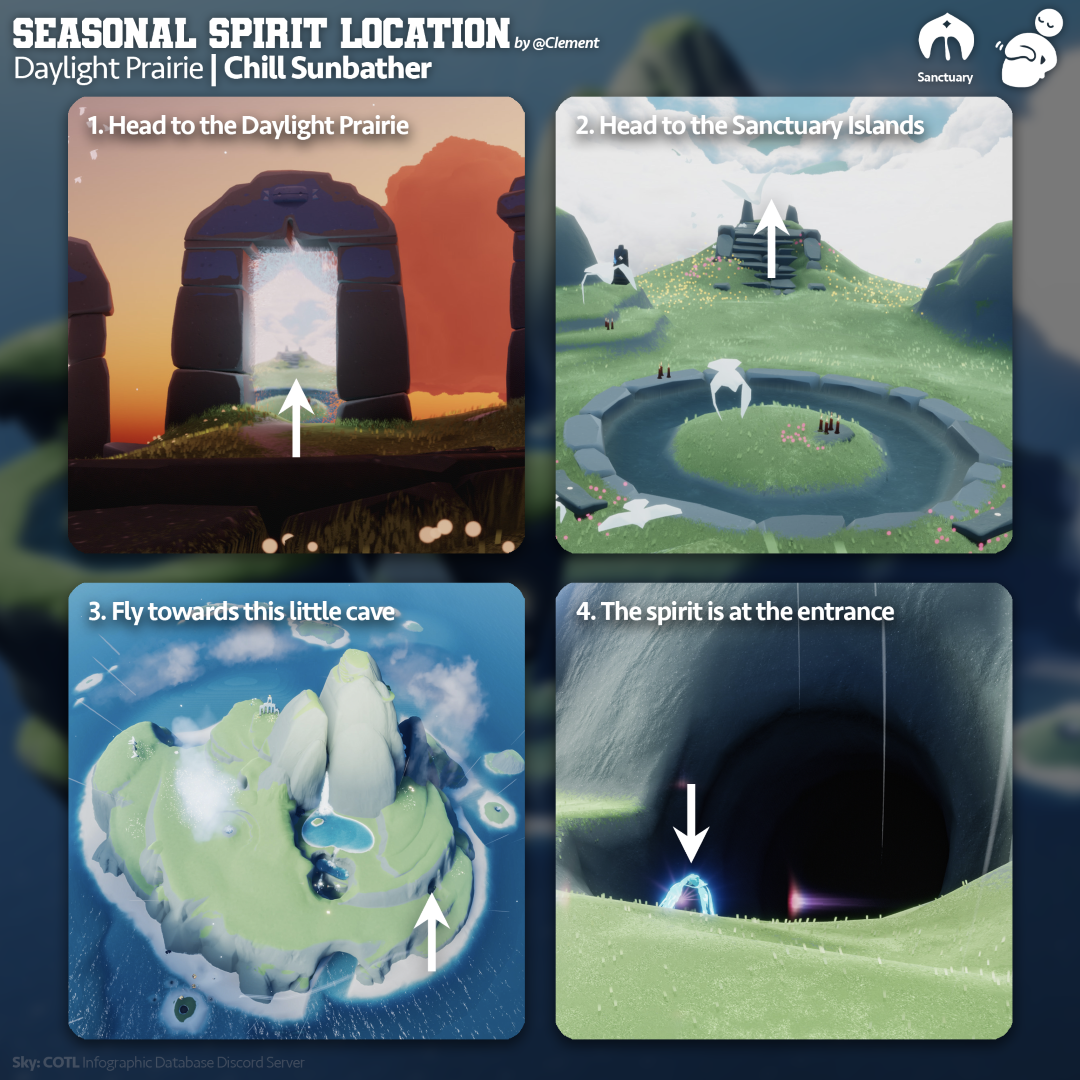 SEASONAL SPIRIT LOCATION by @Clement
Daylight Prairie | Chill Sunbather
Sanctuary
1. Head to the Daylight Prairie
2. Head to the Sanctuary Islands
3. Fly towards this little cave
4. The spirit is at the entrance
Sky: COTL Infographic Database Discord Server